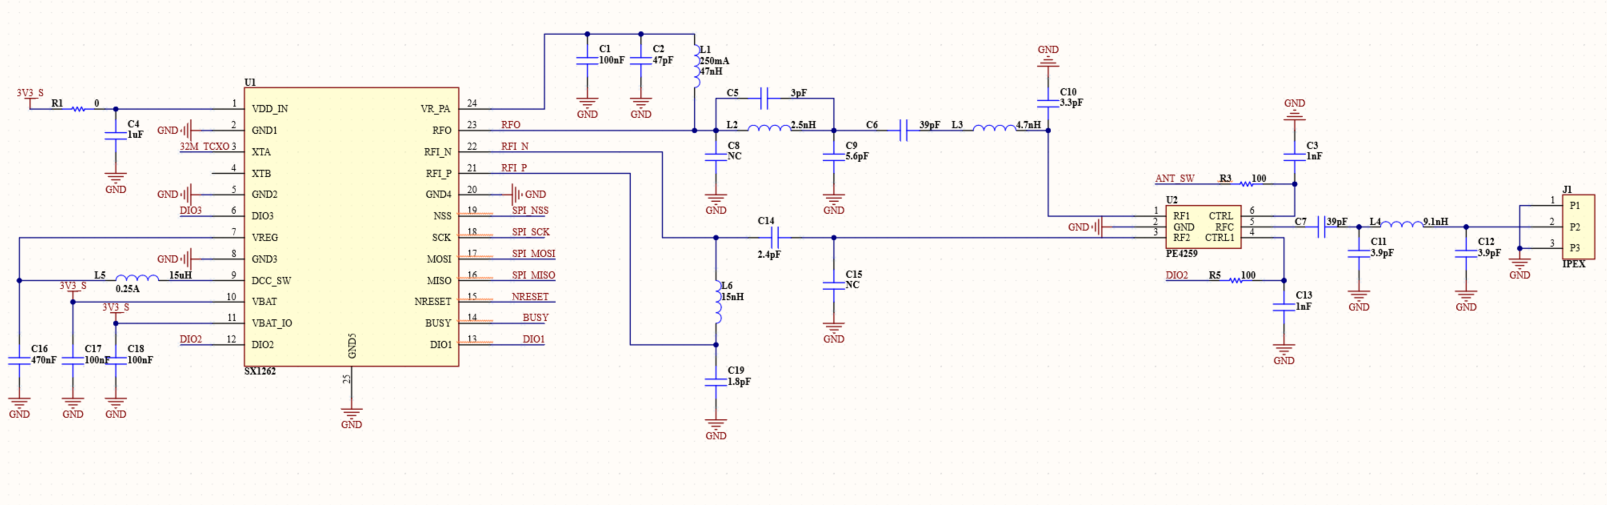 3V3_S
R1 0
C4
1uF
GND
U1
1 VDD_IN
GND 2 GND1
32M_TCXO 3 XTA
4 XTB
GND 5 GND2
DIO3 6 DIO3
7 VREG
GND 8 GND3
L5 15uH 9 DCC_SW
0.25A
3V3_S
10 VBAT
3V3_S
11 VBAT_IO
DIO2 12 DIO2
C16
470nF
GND
C17
100nF
GND
C18
100nF
GND
SX1262
GND5
25
GND
VR_PA 24
RFO 23 RFO
RFI_N 22 RFI_N
RFI_P 21 RFI_P
GND4 20 GND
NSS 19 SPI_NSS
SCK 18 SPI_SCK
MOSI 17 SPI_MOSI
MISO 16 SPI_MISO
NRESET 15 NRESET
BUSY 14 BUSY
DIO1 13 DIO1
C1
100nF
GND
C2
47pF
GND
L1
250mA
47nH
C5 3pF
L2 2.5nH
C8
NC
GND
C9
5.6pF
GND
C6 39pF
L3 4.7nH
GND
C10
3.3pF
C14
2.4pF
C15
NC
GND
L6
15nH
C19
1.8pF
GND
GND
C3
1nF
ANT_SW R3 100
U2
1 RF1 CTRL 6
GND 2 GND RFC 5
3 RF2 CTRL1 4
PE4259
DIO2 R5 100
C13
1nF
GND
C7 39pF
L4 9.1nH
C11
3.9pF
GND
C12
3.9pF
GND
J1
1 P1
2 P2
3 P3
IPEX
GND